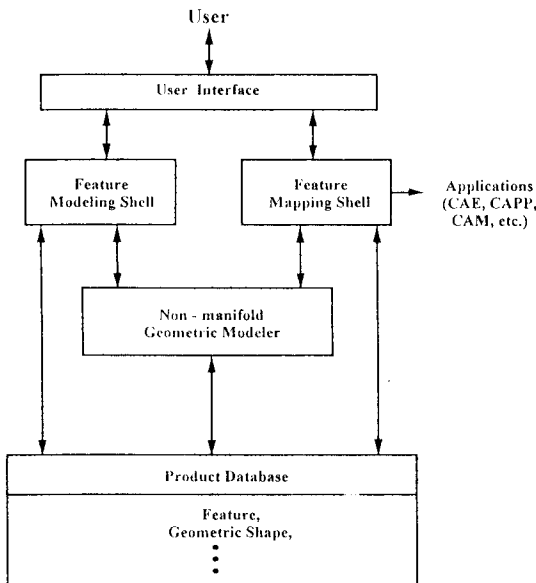 User
User Interface
Feature
Modeling Shell
Feature
Mapping Shell
Applications
(CAE, CAPP,
CAM, etc.)
Non - manifold
Geometric Modeler
Product Database
Feature,
Geometric Shape,